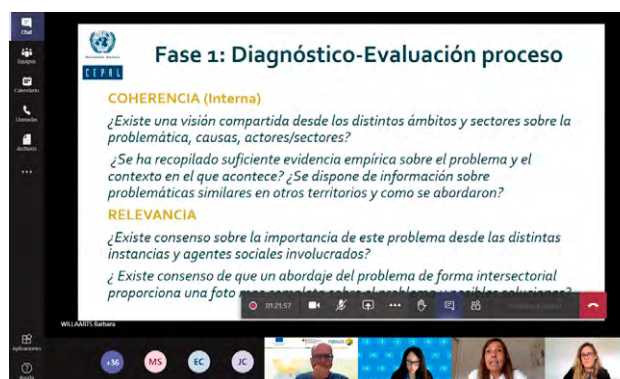 Chat
Equipos
Calendario
Llamadas
Archivos
Aplicaciones
Ayuda
CEPAL
Fase 1: Diagnóstico-Evaluación proceso
COHERENCIA (Interna)
¿Existe una visión compartida desde los distintos ámbitos y sectores sobre la
problemática, causas, actores/sectores?
¿Se ha recopilado suficiente evidencia empírica sobre el problema y el
contexto en el que acontece? ¿Se dispone de información sobre
problemáticas similares en otros territorios y como se abordaron?
RELEVANCIA
¿Existe consenso sobre la importancia de este problema desde las distintas
instancias y agentes sociales involucrados?
¿ Existe consenso de que un abordaje del problema de forma intersectorial
proporciona una foto
01:21:57
WILLAARTS Barbara
+36
MS
EC
JC